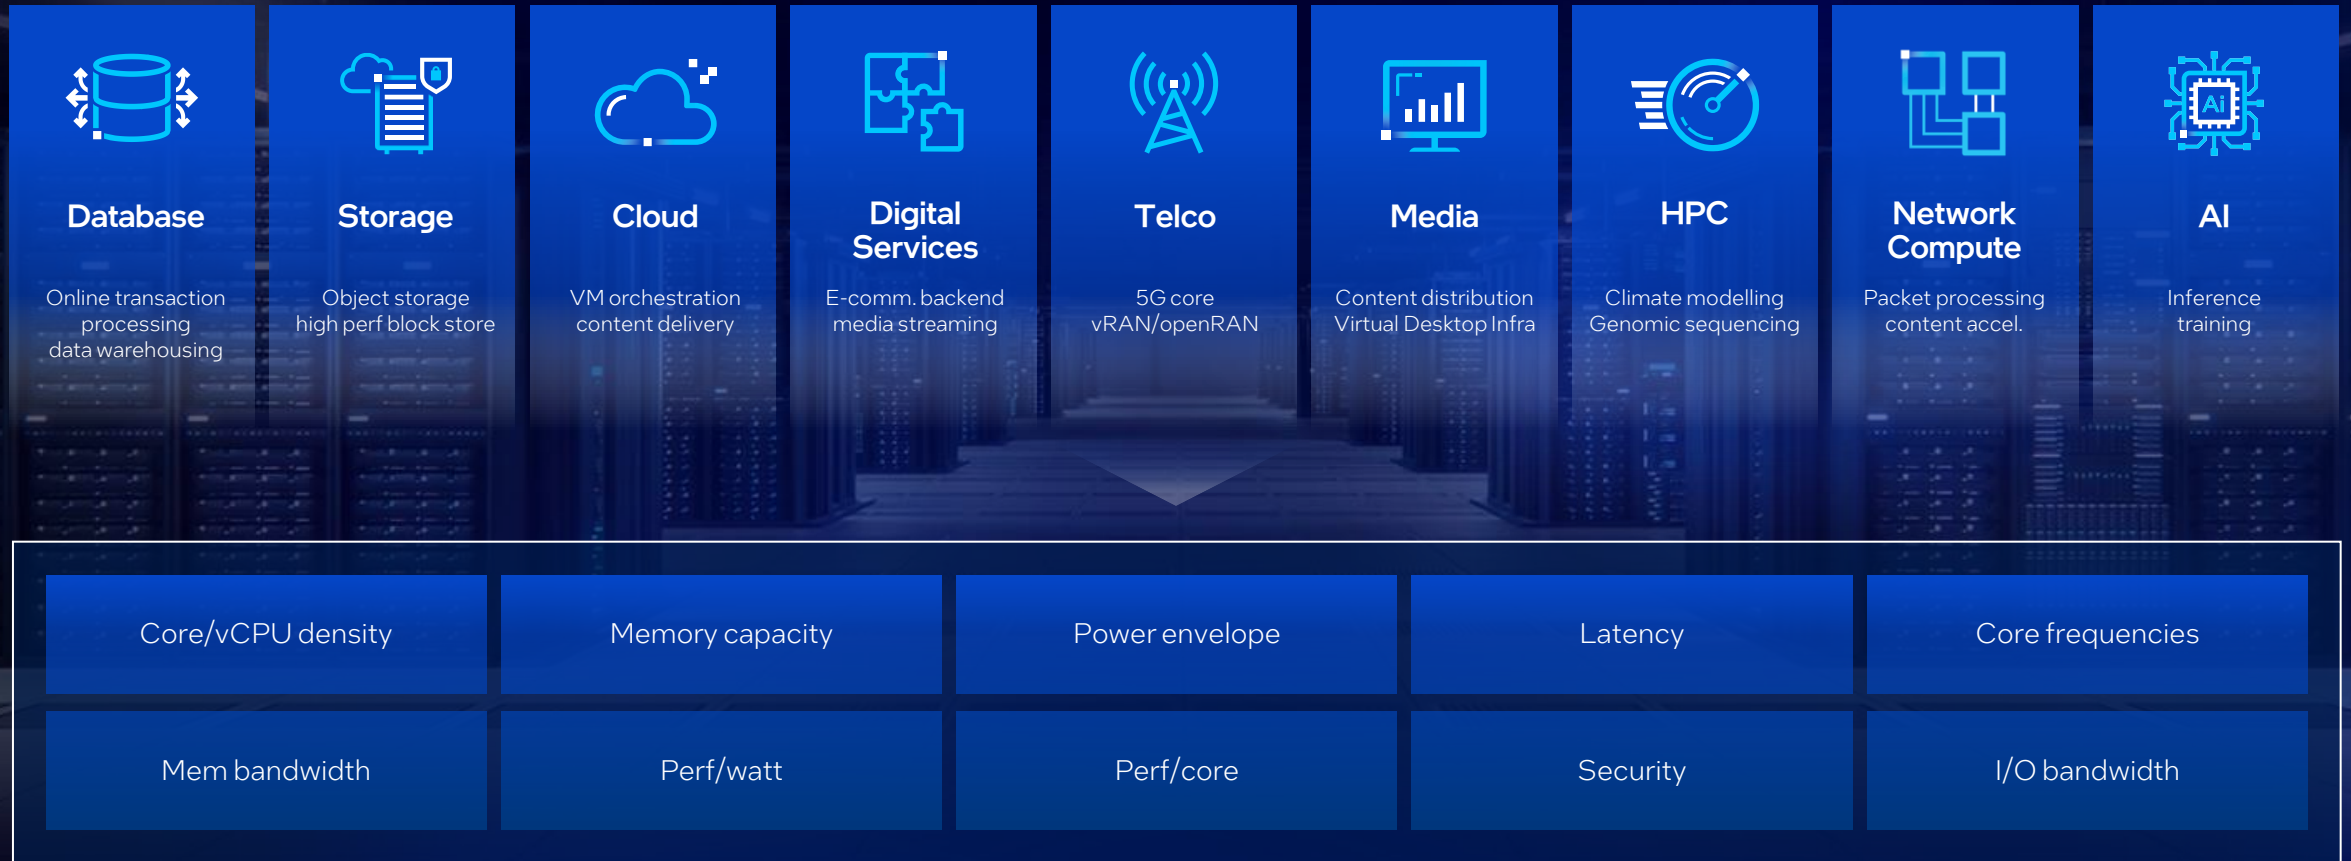 Ai
Database
Online transaction
processing
data warehousing
Storage
Object storage
high perf block store
Cloud
VM orchestration
content delivery
Digital
Services
E-comm. backend
media streaming
Telco
5G core
vRAN/openRAN
Media
Content distribution
Virtual Desktop Infra
HPC
Climate modelling
Genomic sequencing
Network
Compute
Packet processing
content accel.
AI
Inference
training
Core/vCPU density
Memory capacity
Power envelope
Latency
Core frequencies
Mem bandwidth
Perf/watt
Perf/core
Security
I/O bandwidth